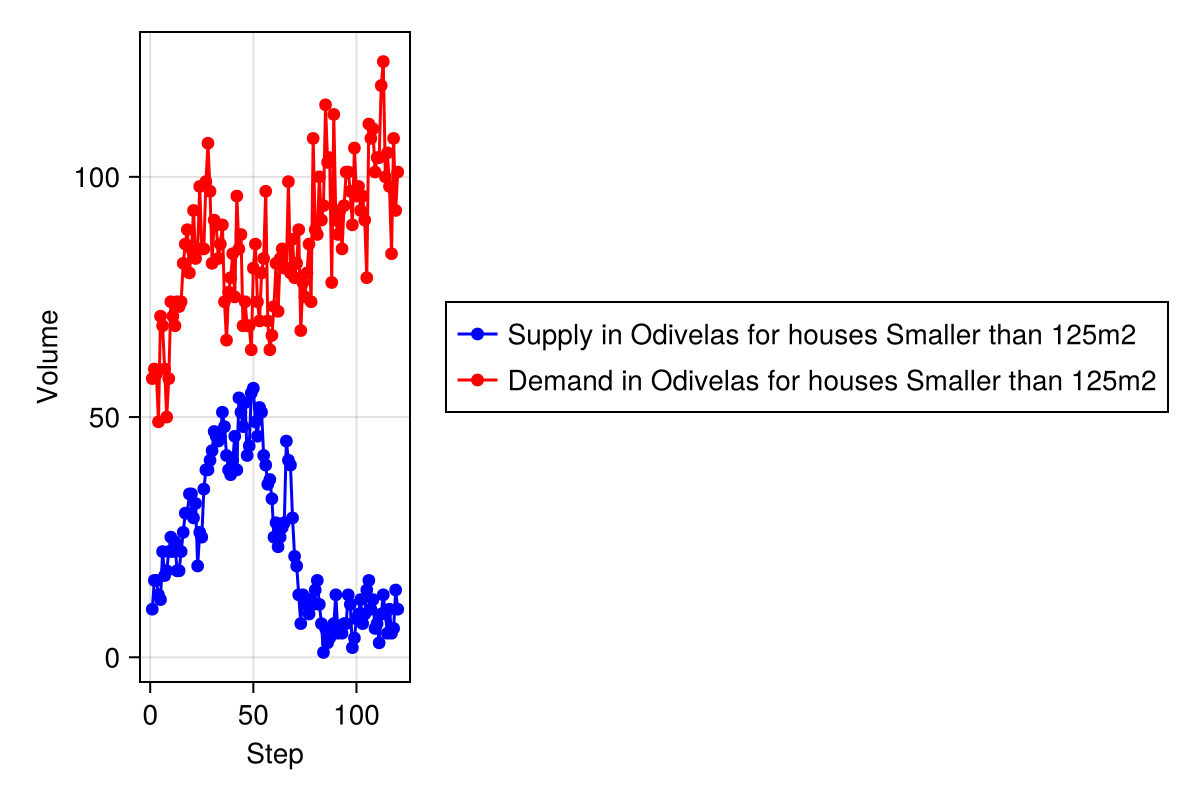 100
50
0
Volume
0 50 100
Step
Supply in Odivelas for houses Smaller than 125m2
Demand in Odivelas for houses Smaller than 125m2